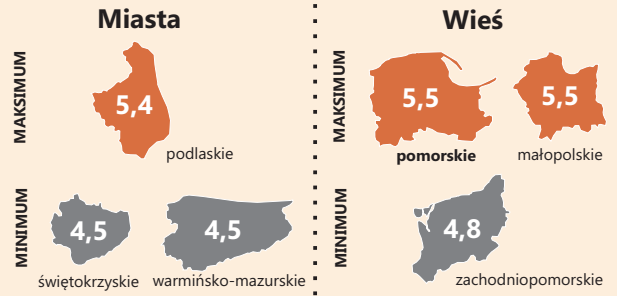 Miasta
MAKSIMUM
5,4
podlaskie
MINIMUM
4,5
świętokrzyskie
4,5
warmińsko-mazurskie
Wieś
MAKSIMUM
5,5
pomorskie
5,5
małopolskie
MINIMUM
4,8
zachodniopomorskie